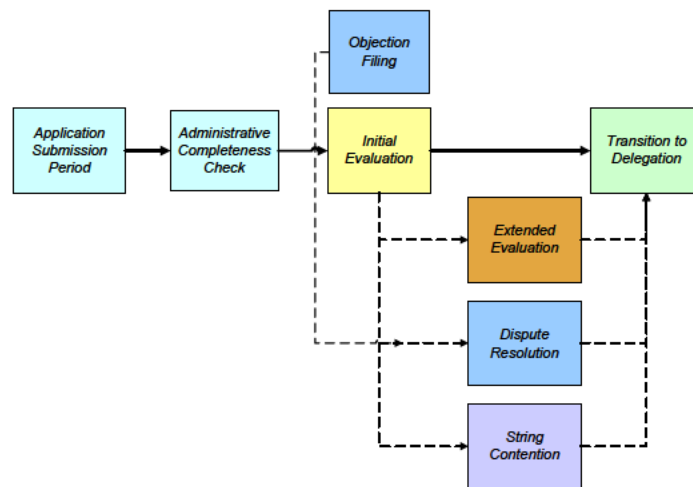 Objection
Filing
Application
Submission
Period
Administrative
Completeness
Check
Initial
Evaluation
Transition to
Delegation
Extended
Evaluation
Dispute
Resolution
String
Contention